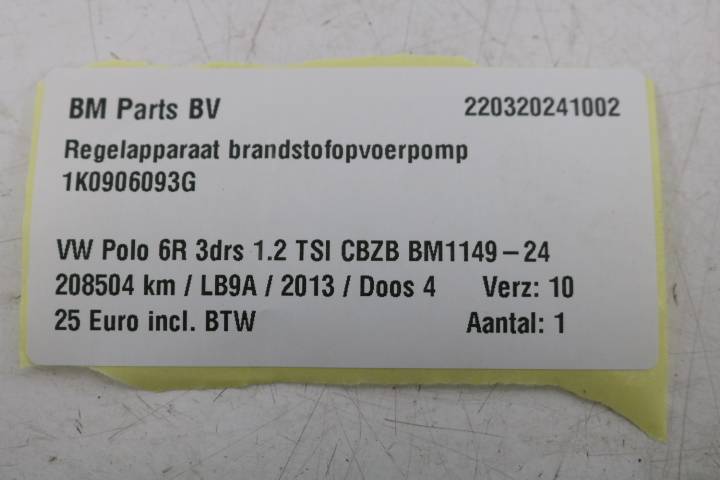 BM Parts BV 220320241002
Regelapparaat brandstofopvoerpomp
1K0906093G
VW Polo 6R 3drs 1.2 TSI CBZB BM1149 – 24
208504 km / LB9A / 2013 / Doos 4 Verz: 10
25 Euro incl. BTW Aantal: 1